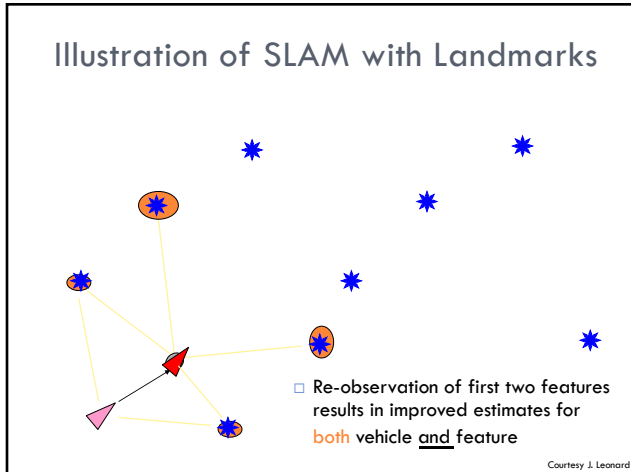 Illustration of SLAM with Landmarks
Re-observation of first two features
results in improved estimates for
both vehicle and feature
Courtesy J. Leonard